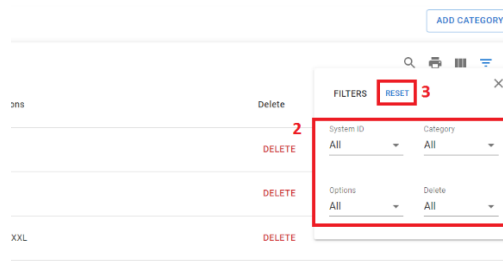 ADD CATEGORY
FILTERS RESET 3
ons Delete
2
System ID Category
All All
DELETE
Options Delete
DELETE
All All
XXL DELETE